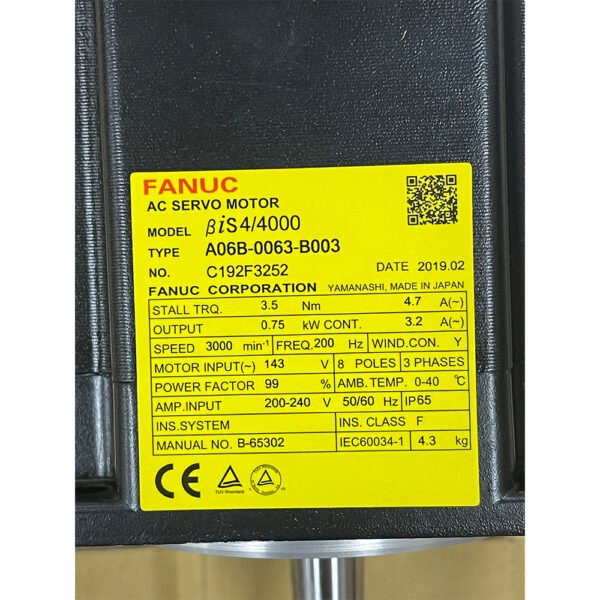 FANUC
AC SERVO MOTOR
MODEL βiS 4/4000
TYPE A06B-0063-B003
NO. C192F3252 DATE 2019.02
FANUC CORPORATION YAMANASHI, MADE IN JAPAN
STALL TRQ. 3.5 Nm 4.7 A(~)
OUTPUT 0.75 kW CONT. 3.2 A(~)
SPEED 3000 min⁻¹ FREQ. 200 Hz WIND.CON. Y
MOTOR INPUT(~) 143 V 8 POLES 3 PHASES
POWER FACTOR 99 % AMB.TEMP. 0-40 ℃
AMP.INPUT 200-240 V 50/60 Hz IP65
INS.SYSTEM INS. CLASS F
MANUAL NO. B-65302 IEC60034-1 4.3 kg
CE TÜV Rheinland c US